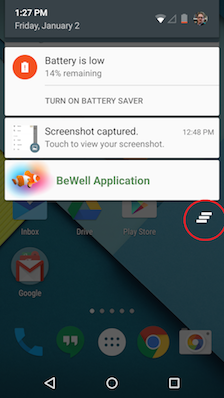 1:27 PM
Friday, January 2
Battery is low
14% remaining
TURN ON BATTERY SAVER
Screenshot captured. 12:48 PM
Touch to view your screenshot.
BeWell Application
Inbox Drive Play Store
Google